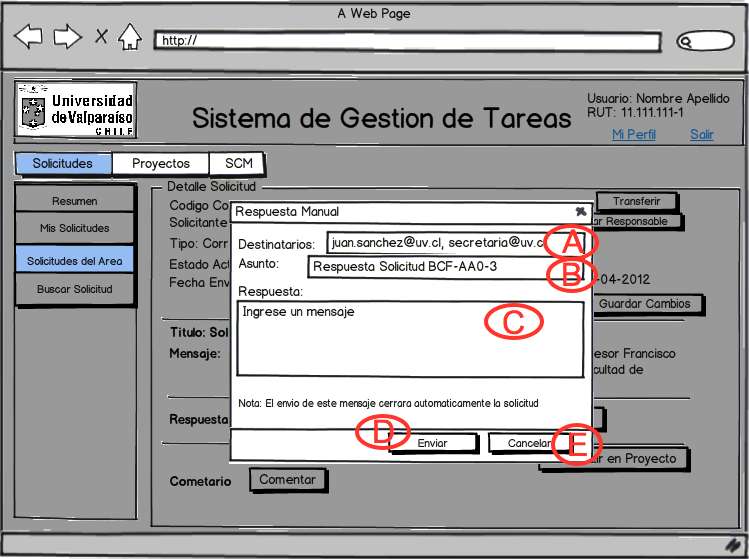 A Web Page
http://
Universidad
de Valparaíso
CHILE
Sistema de Gestion de Tareas
Usuario: Nombre Apellido
RUT: 11.111.111-1
Mi Perfil
Salir
Solicitudes
Proyectos
SCM
Resumen
Mis Solicitudes
Solicitudes del Area
Buscar Solicitud
Detalle Solicitud
Codigo Co
Transferir
Solicitante
ar Responsable
Tipo: Corr
Estado Act
Fecha Env
-04-2012
Guardar Cambios
Titulo: Sol
Mensaje:
esor Francisco
cultad de
Respuesta
ir en Proyecto
Cometario
Comentar
Respuesta Manual
Destinatarios:
juan.sanchez@uv.cl, secretaria@uv.c
A
Asunto:
Respuesta Solicitud BCF-AA0-3
B
Respuesta:
Ingrese un mensaje
C
Nota: El envio de este mensaje cerrara automaticamente la solicitud
D
Enviar
Cancelar
E